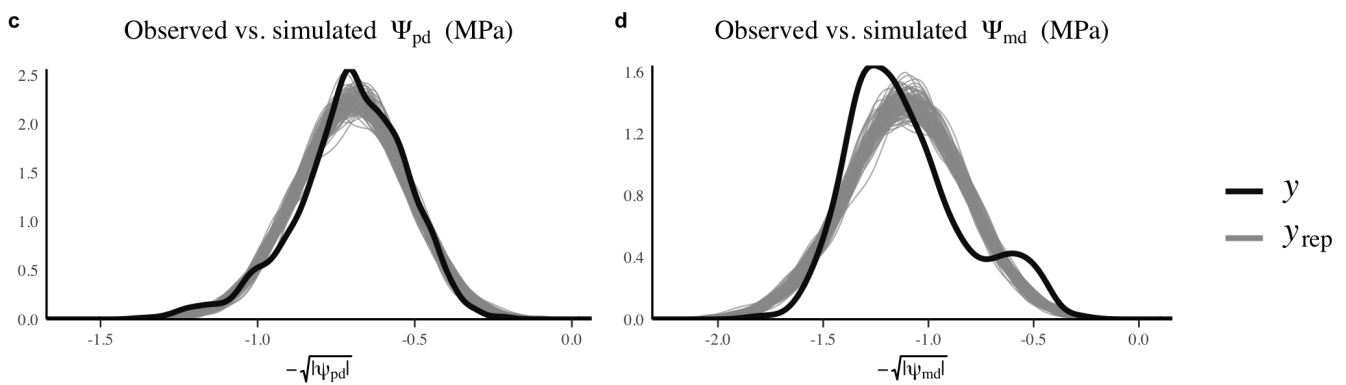 c
Observed vs. simulated Ψpd (MPa)
2.5
2.0
1.5
1.0
0.5
0.0
-1.5 -1.0 -0.5 0.0
−√|ψpd|
d
Observed vs. simulated Ψmd (MPa)
1.6
1.2
0.8
0.4
0.0
-2.0 -1.5 -1.0 -0.5 0.0
−√|ψmd|
y
yrep